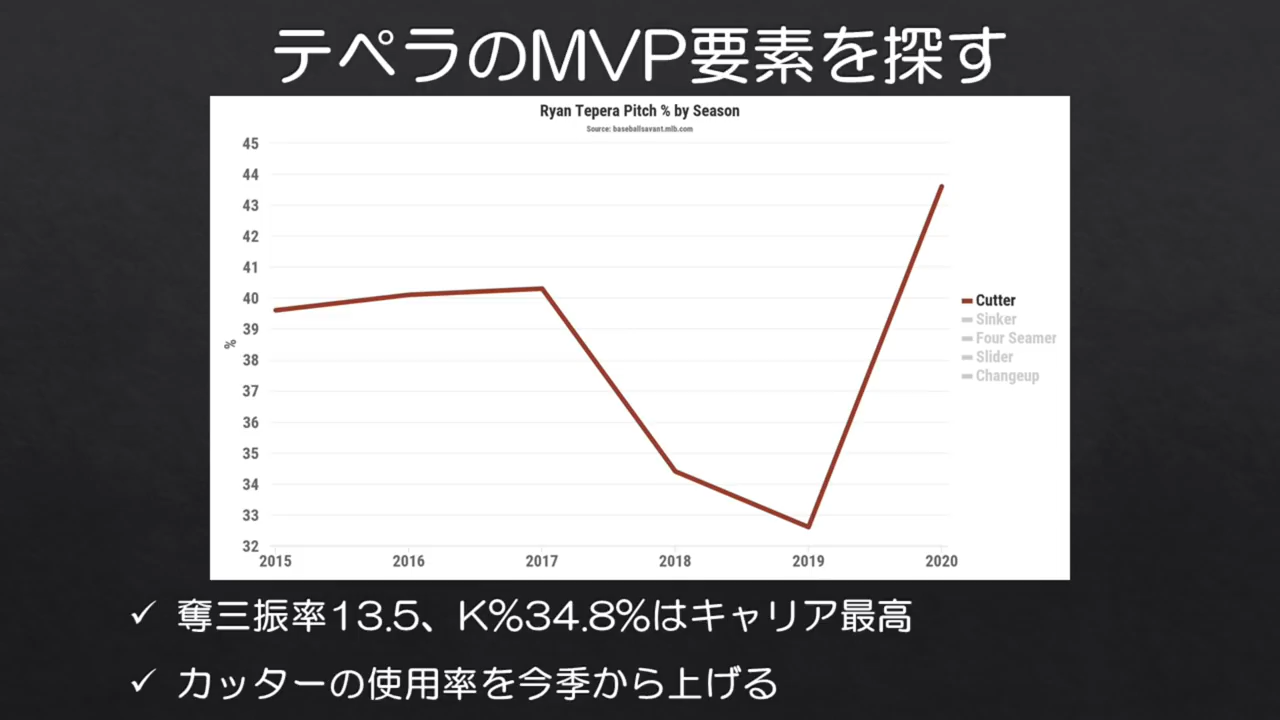 テペラのMVP要素を探す
Ryan Tepera Pitch % by Season
Source: baseballsavant.mlb.com
45
44
43
42
41
40
39
%
38
37
36
35
34
33
32
2015 2016 2017 2018 2019 2020
Cutter
Sinker
Four Seamer
Slider
Changeup
✓ 奪三振率13.5、K%34.8%はキャリア最高
✓ カッターの使用率を今季から上げる